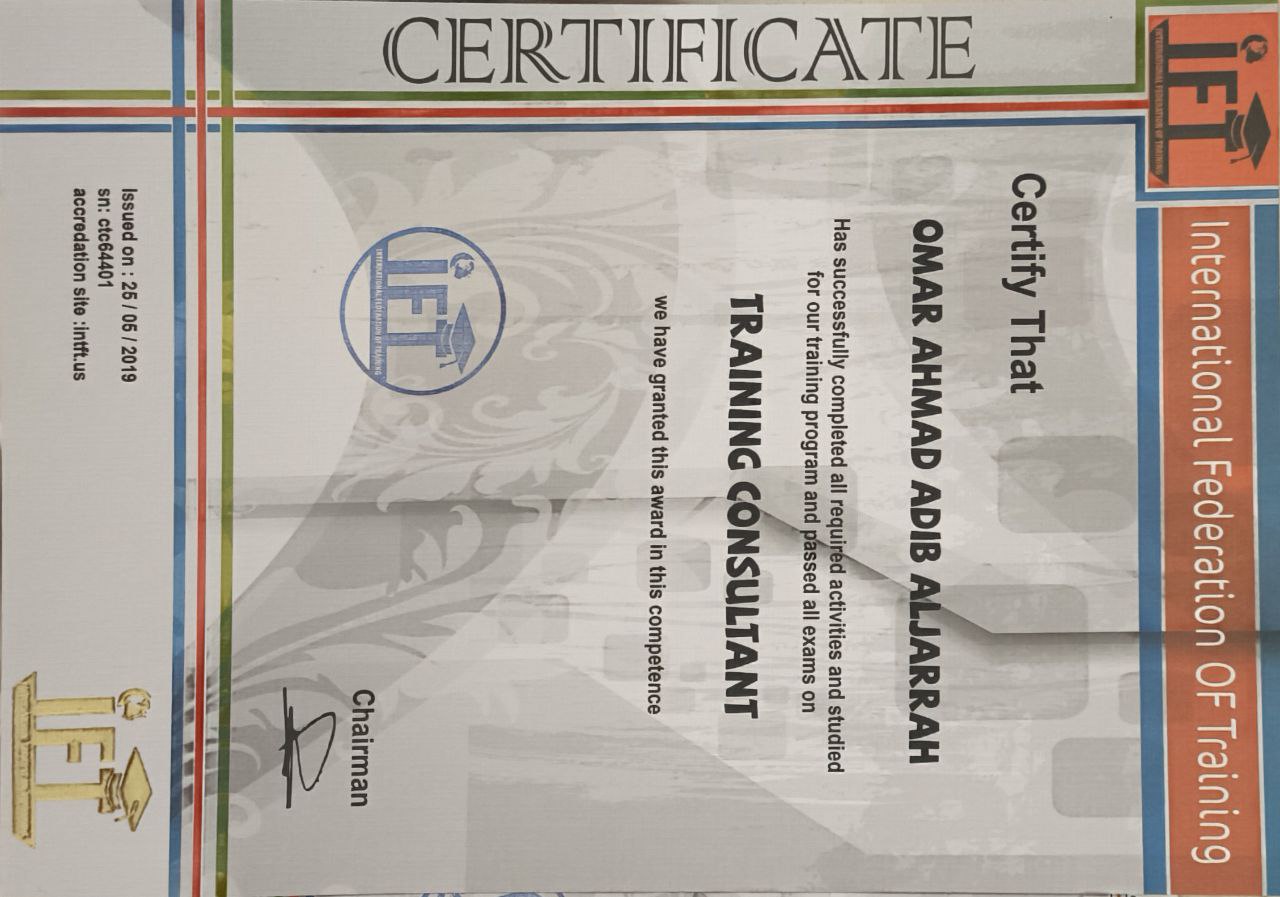 IFT
INTERNATIONAL FEDERATION OF TRAINING
International Federation OF Training
CERTIFICATE
Certify That
OMAR AHMAD ADIB ALJARRAH
Has successfully completed all required activities and studied
for our training program and passed all exams on
TRAINING CONSULTANT
we have granted this award in this competence
IFT
INTERNATIONAL FEDERATION OF TRAINING
Chairman
Issued on : 25 / 05 / 2019
sn: ctc64401
accredation site :intft.us
IFT